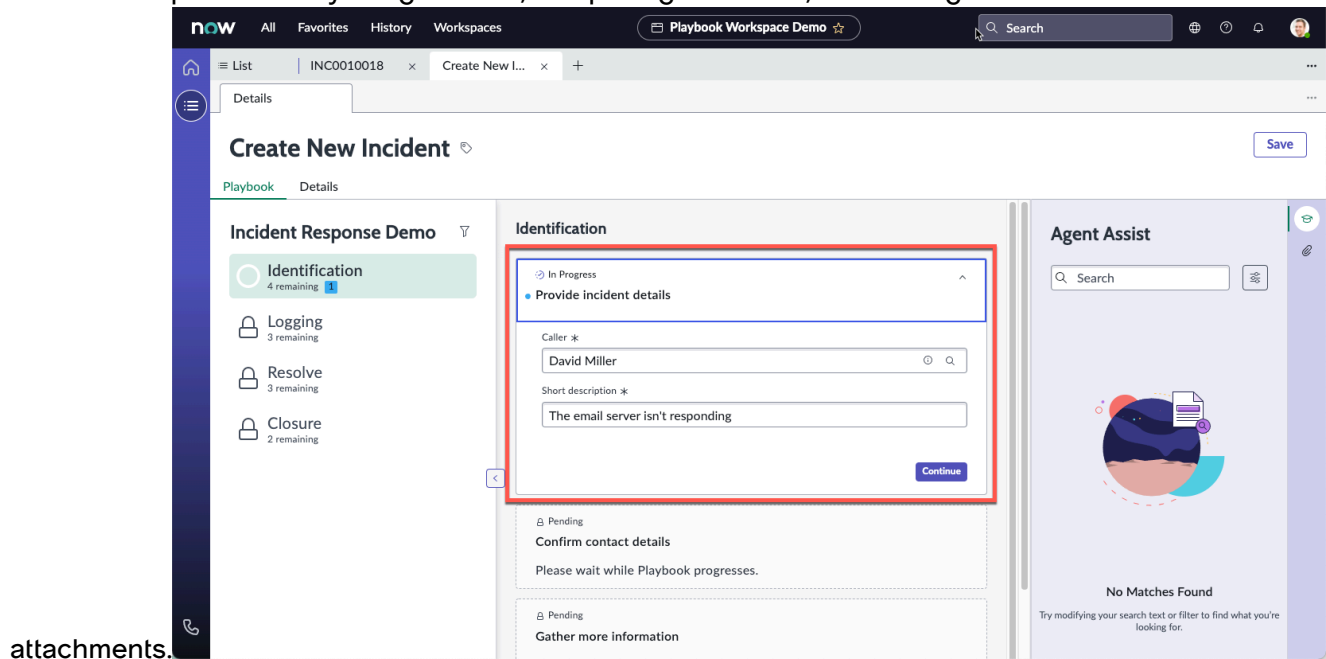 now All Favorites History Workspaces Playbook Workspace Demo Search
List INC0010018 × Create New I... × +
Details
Create New Incident
Save
Playbook Details
Incident Response Demo
Identification
4 remaining 1
Logging
3 remaining
Resolve
3 remaining
Closure
2 remaining
Identification
In Progress
Provide incident details
Caller *
David Miller
Short description *
The email server isn't responding
Continue
Pending
Confirm contact details
Please wait while Playbook progresses.
Pending
Gather more information
Agent Assist
Search
No Matches Found
Try modifying your search text or filter to find what you're
looking for.
attachments.